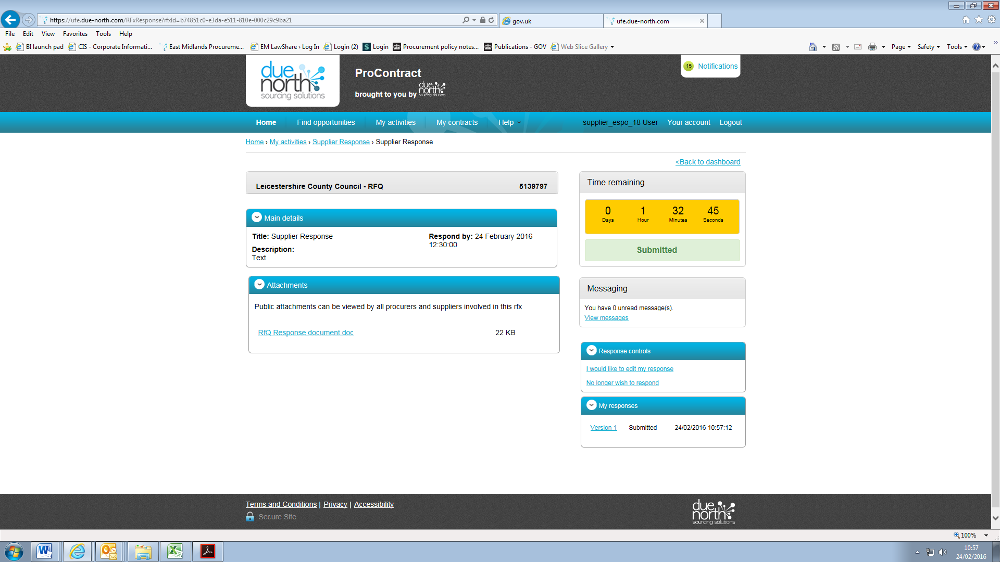 https://ufe.due-north.com/RFxResponse?rfxId=b74851c0-e3da-e511-810e-000c29c9ba21
gov.uk
ufe.due-north.com
File Edit View Favorites Tools Help
BI launch pad CIS - Corporate Informati... East Midlands Procureme... EM LawShare › Log In Login (2) Login Procurement policy notes... Publications - GOV Web Slice Gallery
Page Safety Tools
due north sourcing solutions
ProContract
brought to you by due north sourcing solutions
15 Notifications
Home Find opportunities My activities My contracts Help supplier_espo_18 User Your account Logout
Home › My activities › Supplier Response › Supplier Response
<Back to dashboard
Leicestershire County Council - RFQ 5139797
Main details
Title: Supplier Response
Description:
Text
Respond by: 24 February 2016
12:30:00
Attachments
Public attachments can be viewed by all procurers and suppliers involved in this rfx
RfQ Response document.doc 22 KB
Time remaining
0 1 32 45
Days Hour Minutes Seconds
Submitted
Messaging
You have 0 unread message(s).
View messages
Response controls
I would like to edit my response
No longer wish to respond
My responses
Version 1 Submitted 24/02/2016 10:57:12
Terms and Conditions | Privacy | Accessibility
Secure Site
due north sourcing solutions
100%
10:57
24/02/2016